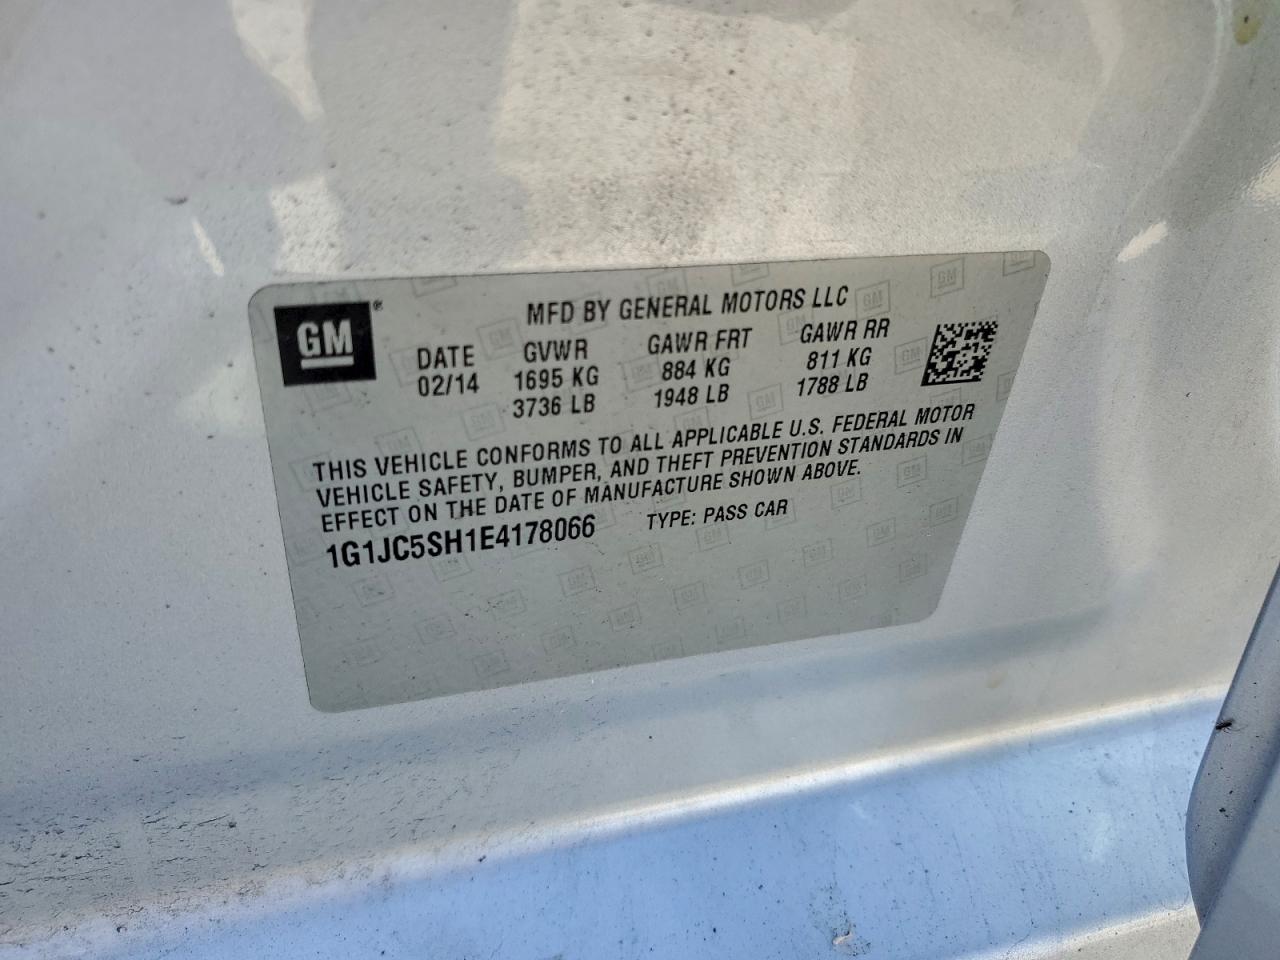 GM ®
MFD BY GENERAL MOTORS LLC
DATE GVWR GAWR FRT GAWR RR
02/14 1695 KG 884 KG 811 KG
3736 LB 1948 LB 1788 LB
THIS VEHICLE CONFORMS TO ALL APPLICABLE U.S. FEDERAL MOTOR
VEHICLE SAFETY, BUMPER, AND THEFT PREVENTION STANDARDS IN
EFFECT ON THE DATE OF MANUFACTURE SHOWN ABOVE.
1G1JC5SH1E4178066 TYPE: PASS CAR